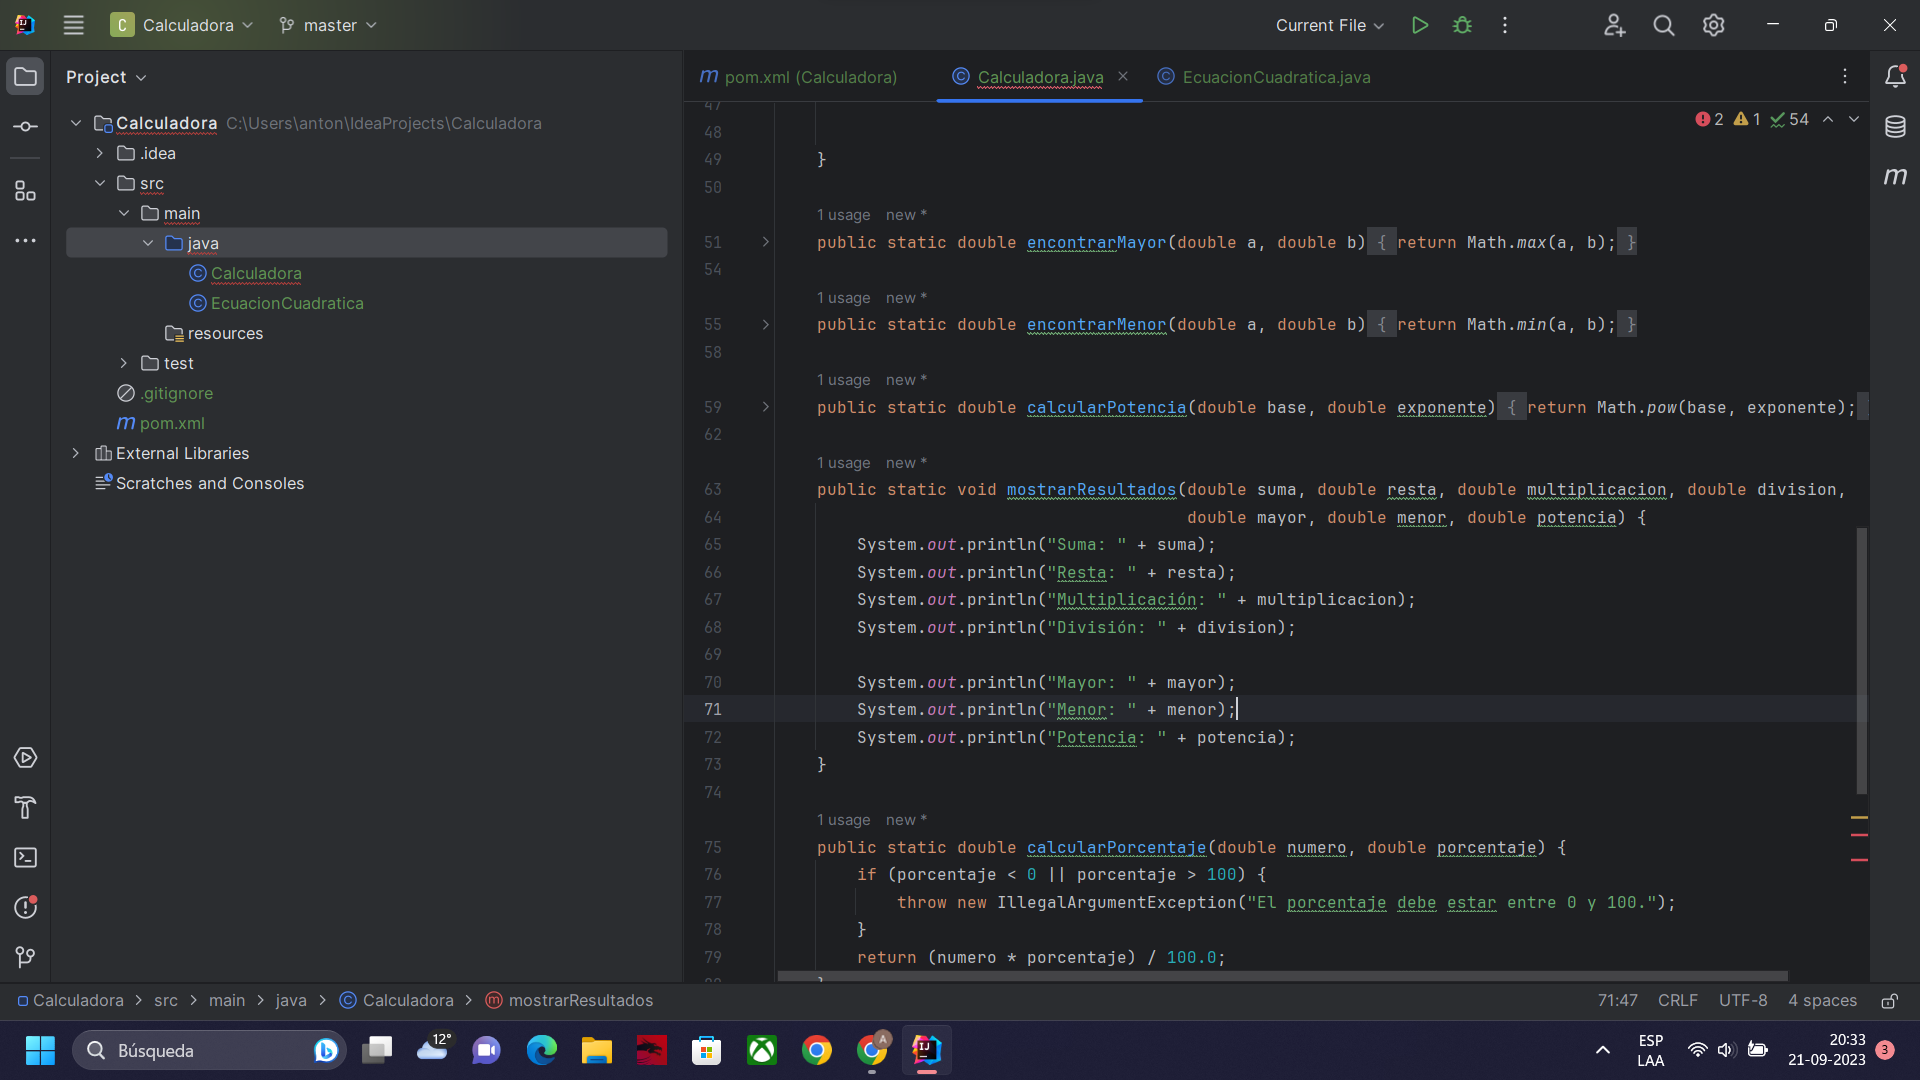 Calculadora
master
Current File
Project
pom.xml (Calculadora)
Calculadora.java
EcuacionCuadratica.java
Calculadora C:\Users\anton\IdeaProjects\Calculadora
.idea
src
main
java
Calculadora
EcuacionCuadratica
resources
test
.gitignore
pom.xml
External Libraries
Scratches and Consoles
2 1 54
47
48
49 }
50
1 usage new *
51 public static double encontrarMayor(double a, double b) { return Math.max(a, b); }
54
1 usage new *
55 public static double encontrarMenor(double a, double b) { return Math.min(a, b); }
58
1 usage new *
59 public static double calcularPotencia(double base, double exponente) { return Math.pow(base, exponente);
62
1 usage new *
63 public static void mostrarResultados(double suma, double resta, double multiplicacion, double division,
64 double mayor, double menor, double potencia) {
65 System.out.println("Suma: " + suma);
66 System.out.println("Resta: " + resta);
67 System.out.println("Multiplicación: " + multiplicacion);
68 System.out.println("División: " + division);
69
70 System.out.println("Mayor: " + mayor);
71 System.out.println("Menor: " + menor);
72 System.out.println("Potencia: " + potencia);
73 }
74
1 usage new *
75 public static double calcularPorcentaje(double numero, double porcentaje) {
76 if (porcentaje < 0 || porcentaje > 100) {
77 throw new IllegalArgumentException("El porcentaje debe estar entre 0 y 100.");
78 }
79 return (numero * porcentaje) / 100.0;
Calculadora > src > main > java > Calculadora > mostrarResultados
71:47 CRLF UTF-8 4 spaces
Búsqueda
12°
A
ESP
LAA
20:33
21-09-2023
3